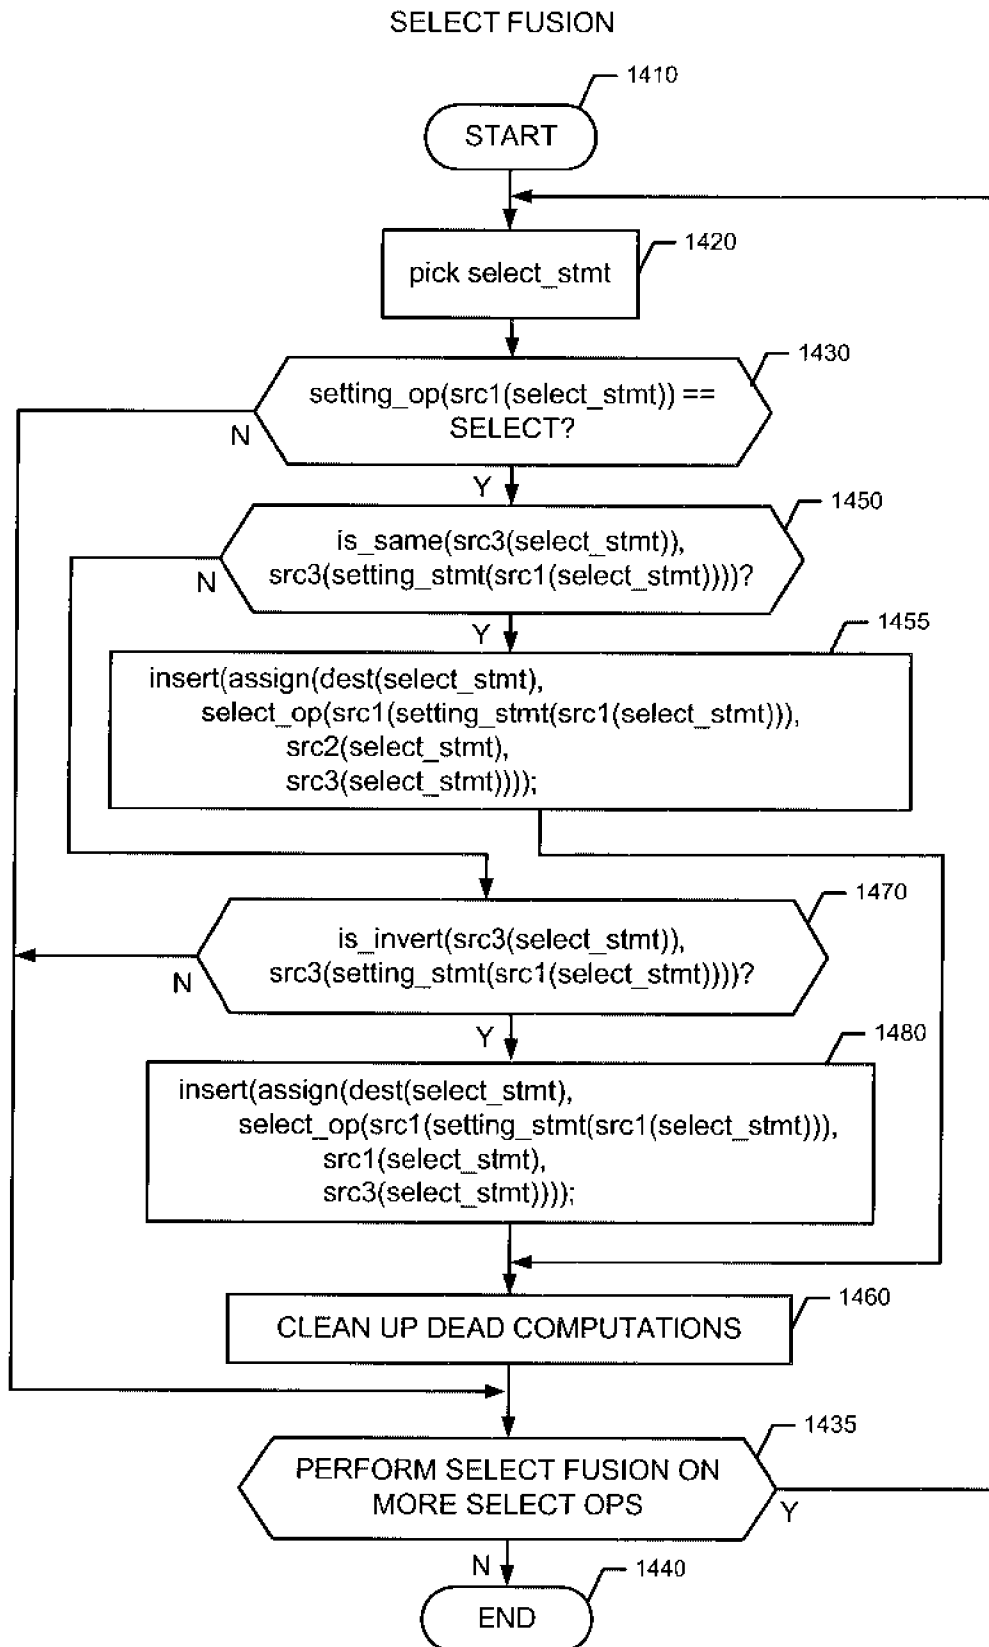 SELECT FUSION
1410
START
1420
pick select_stmt
1430
setting_op(src1(select_stmt)) ==
SELECT?
N
Y
1450
is_same(src3(select_stmt)),
src3(setting_stmt(src1(select_stmt))))?
N
Y
1455
insert(assign(dest(select_stmt),
select_op(src1(setting_stmt(src1(select_stmt))),
src2(select_stmt),
src3(select_stmt))));
1470
is_invert(src3(select_stmt)),
src3(setting_stmt(src1(select_stmt))))?
N
Y
1480
insert(assign(dest(select_stmt),
select_op(src1(setting_stmt(src1(select_stmt))),
src1(select_stmt),
src3(select_stmt))));
1460
CLEAN UP DEAD COMPUTATIONS
1435
PERFORM SELECT FUSION ON
MORE SELECT OPS
Y
N
1440
END